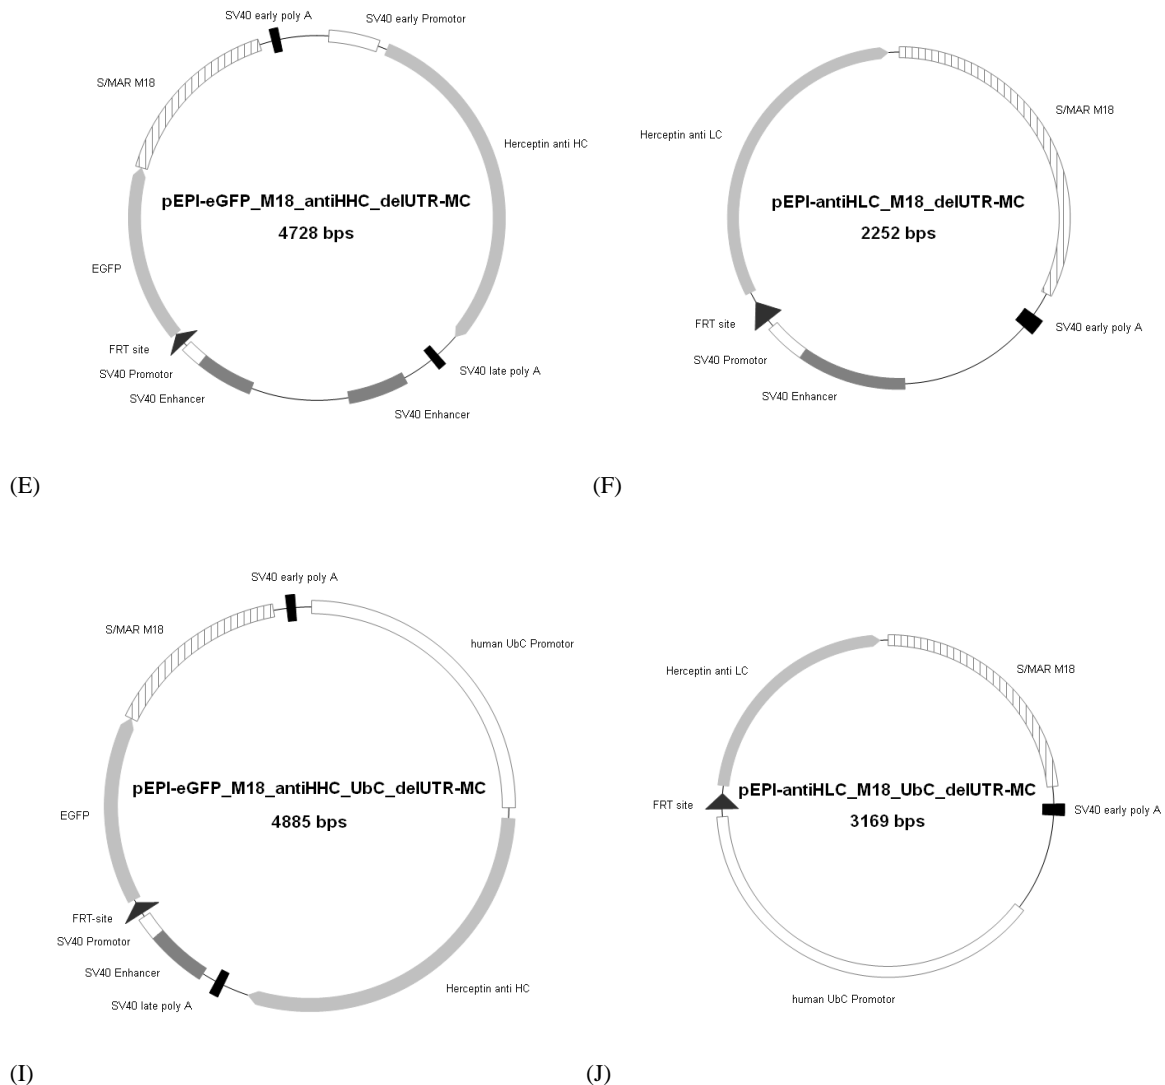 SV40 early poly A
SV40 early Promotor
S/MAR M18
Herceptin anti HC
pEPI-eGFP_M18_antiHHC_delUTR-MC
4728 bps
EGFP
FRT site
SV40 Promotor
SV40 Enhancer
SV40 late poly A
SV40 Enhancer
(E)
S/MAR M18
Herceptin anti LC
pEPI-antiHLC_M18_delUTR-MC
2252 bps
FRT site
SV40 early poly A
SV40 Promotor
SV40 Enhancer
(F)
SV40 early poly A
S/MAR M18
human UbC Promotor
pEPI-eGFP_M18_antiHHC_UbC_delUTR-MC
4885 bps
EGFP
FRT-site
SV40 Promotor
SV40 Enhancer
SV40 late poly A
Herceptin anti HC
(I)
Herceptin anti LC
S/MAR M18
pEPI-antiHLC_M18_UbC_delUTR-MC
3169 bps
FRT site
SV40 early poly A
human UbC Promotor
(J)